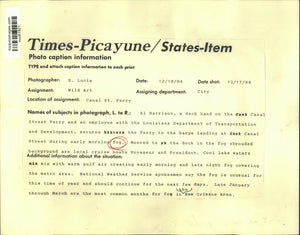 Times-Picayune/States-Item
Photo caption information
TYPE and attach caption information to each print
Photographer: G. Lucia Date: 12/18/84 Date shot: 12/17/84
Assignment: Wild Art Assigning department: City
Location of assignment: Canal St. Ferry
Names of subjects in photograph, L. to R.: Al Harrison, a deck hand on the Canal
Street Ferry and an employee with the Louisiana Department of Transportation
and Development, secures the ferry to the barge landing at Canal
Street during early morning fog. Moored to the dock in the fog shrouded
background are local cruise boats Voyageur and President. Cool lake waters
Additional information about the situation:
mix with warm gulf air creating early morning and late night fog covering
the metro area. National Weather Service spokesmen say the fog is unusual for
this time of year and should continue for the next few days. Late January
through March are the most common months for fog in New Orleans area.